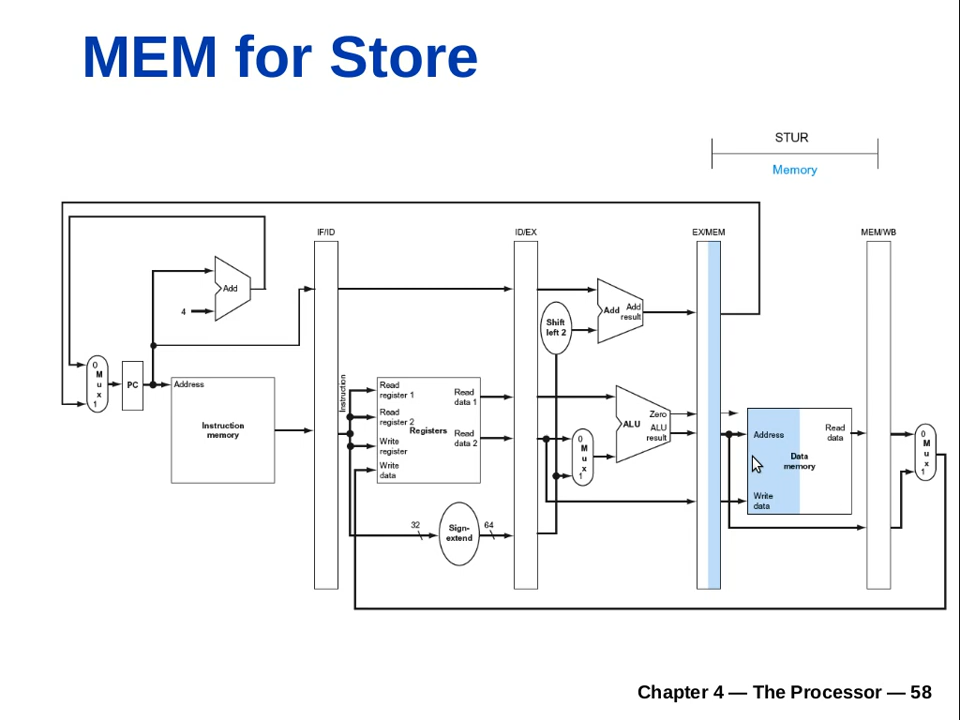 MEM for Store
STUR
Memory
IF/ID
ID/EX
EX/MEM
MEM/WB
Add
4
Add Add
result
Shift
left 2
0
M
u
x
1
PC
Address
Instruction
memory
Instruction
Read
register 1
Read
register 2
Write
register
Write
data
Registers
Read
data 1
Read
data 2
32
Sign-
extend
64
0
M
u
x
1
ALU
Zero
ALU
result
Address
Read
data
Data
memory
Write
data
0
M
u
x
1
Chapter 4 — The Processor — 58